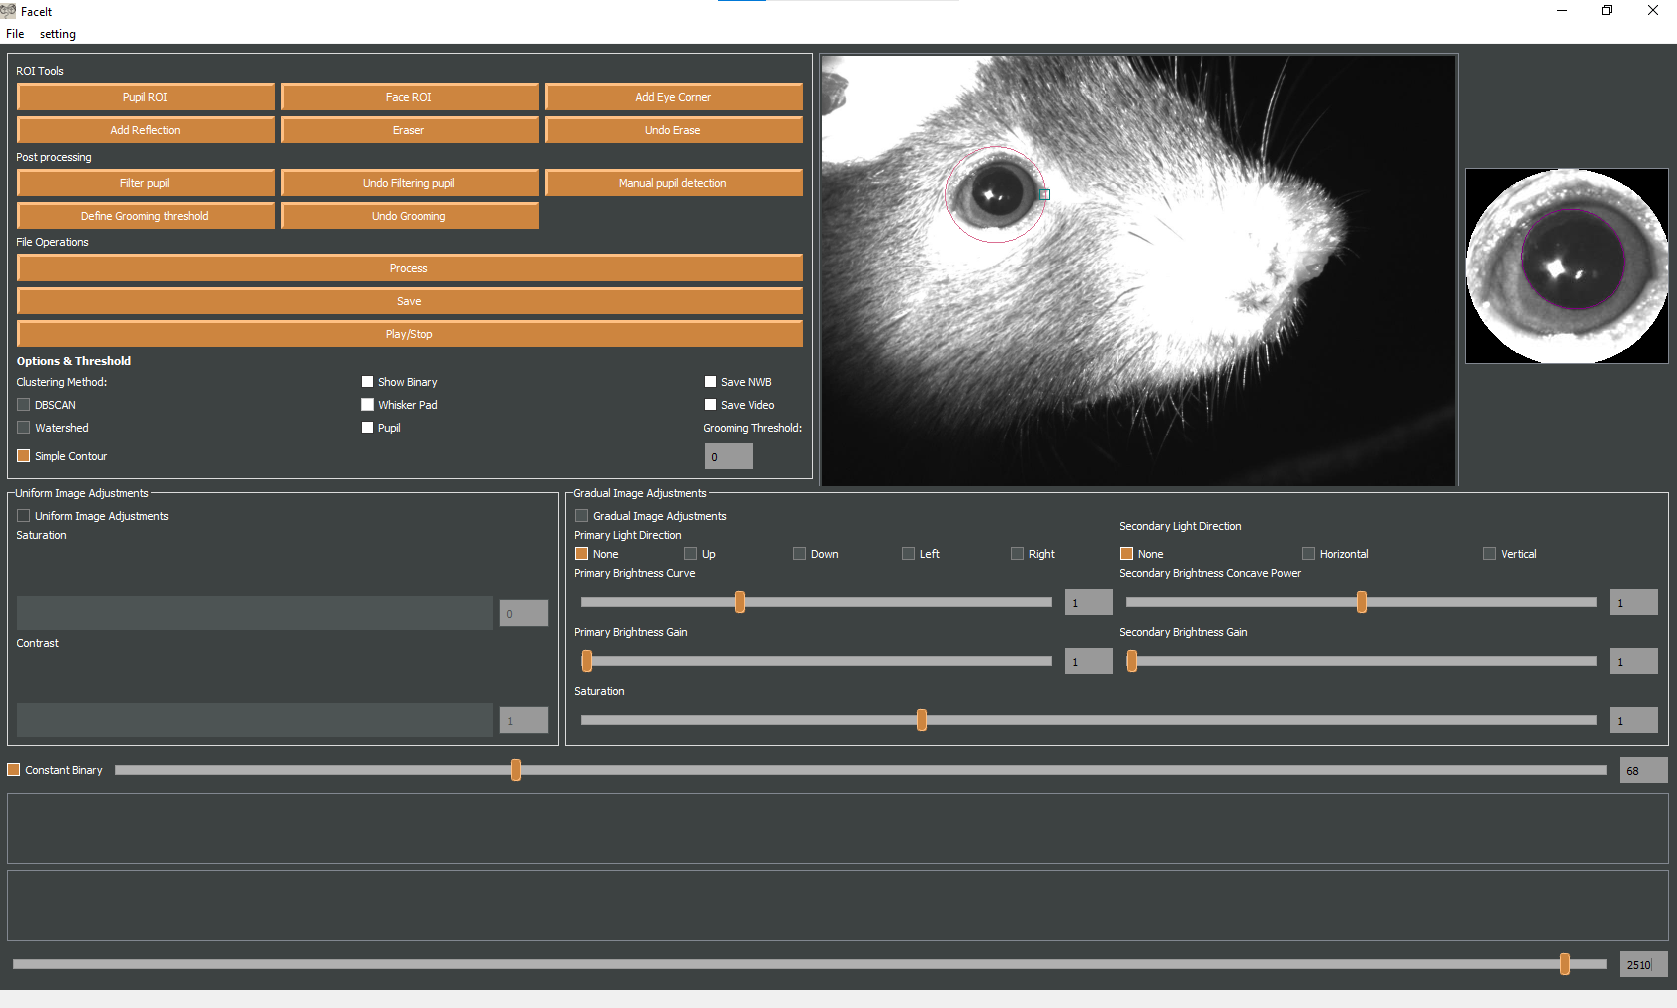 FaceIt
File setting
ROI Tools
Pupil ROI Face ROI Add Eye Corner
Add Reflection Eraser Undo Erase
Post processing
Filter pupil Undo Filtering pupil Manual pupil detection
Define Grooming threshold Undo Grooming
File Operations
Process
Save
Play/Stop
Options & Threshold
Clustering Method: Show Binary Save NWB
DBSCAN Whisker Pad Save Video
Watershed Pupil Grooming Threshold:
Simple Contour 0
Uniform Image Adjustments
Uniform Image Adjustments
Saturation
0
Contrast
1
Gradual Image Adjustments
Gradual Image Adjustments
Primary Light Direction
None Up Down Left Right
Primary Brightness Curve
1
Primary Brightness Gain
1
Secondary Light Direction
None Horizontal Vertical
Secondary Brightness Concave Power
1
Secondary Brightness Gain
1
Saturation
1
Constant Binary 68
2510